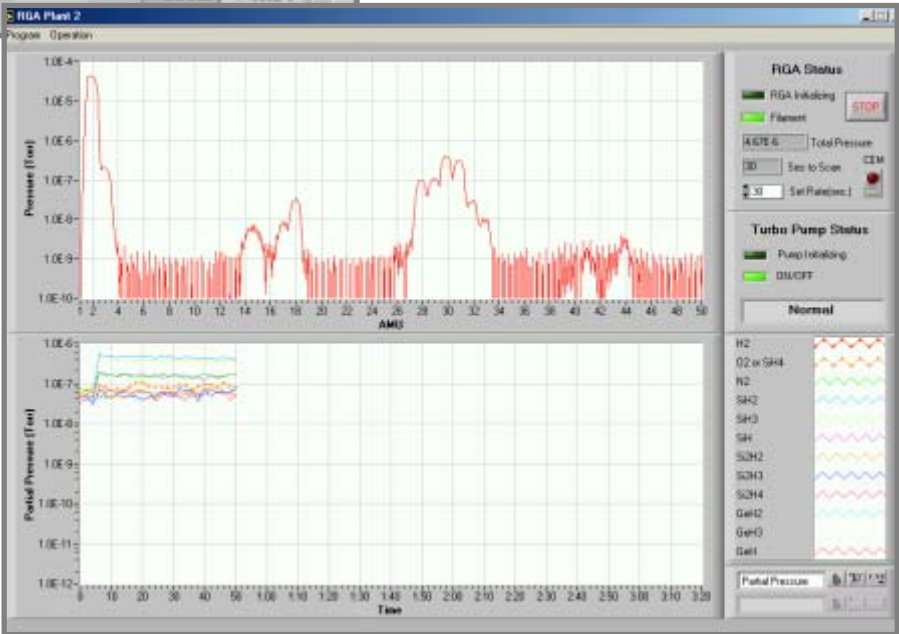 RGA Plant 2
Program Operation
1.0E-4
1.0E-5
1.0E-6
1.0E-7
1.0E-8
1.0E-9
1.0E-10
Pressure (Torr)
1 2 4 6 8 10 12 14 16 18 20 22 24 26 28 30 32 34 36 38 40 42 44 46 48 50
AMU
RGA Status
RGA Initializing
STOP
Filament
4.67E-6 Total Pressure
30 Sec to Scan CEM
30 Set Rate(sec.)
Turbo Pump Status
Pump Initializing
ON/OFF
Normal
1.0E-6
1.0E-7
1.0E-8
1.0E-9
1.0E-10
1.0E-11
1.0E-12
Partial Pressure (Torr)
0 10 20 30 40 50 1:00 1:10 1:20 1:30 1:40 1:50 2:00 2:10 2:20 2:30 2:40 2:50 3:00 3:10 3:20
Time
H2
O2 or SiH4
N2
SiH2
SiH3
SiH
Si2H2
Si2H3
Si2H4
GeH2
GeH3
GeH
Partial Pressure